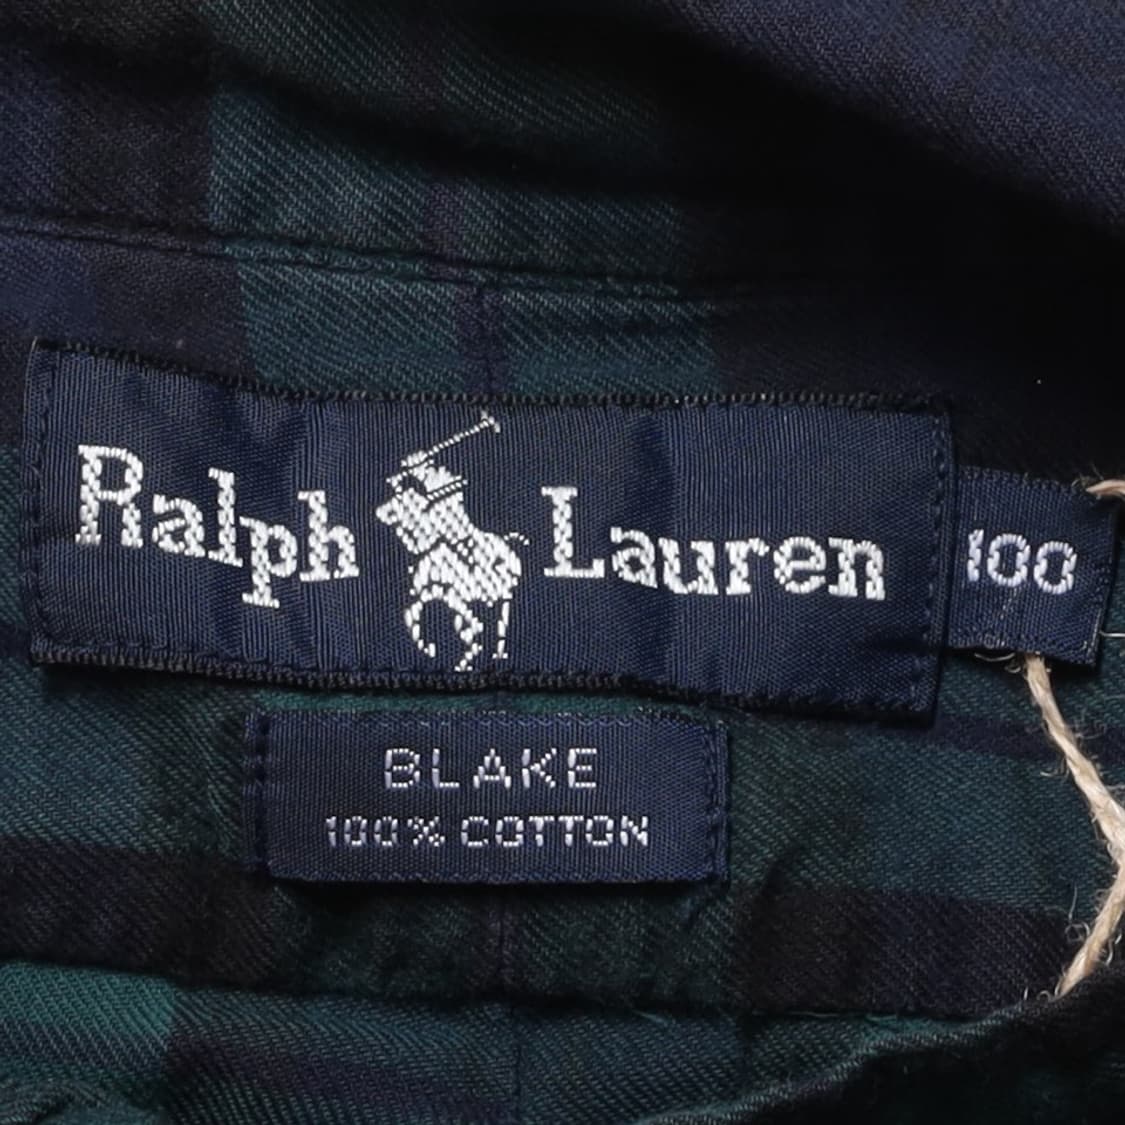 Ralph Lauren
100
BLAKE
100% COTTON